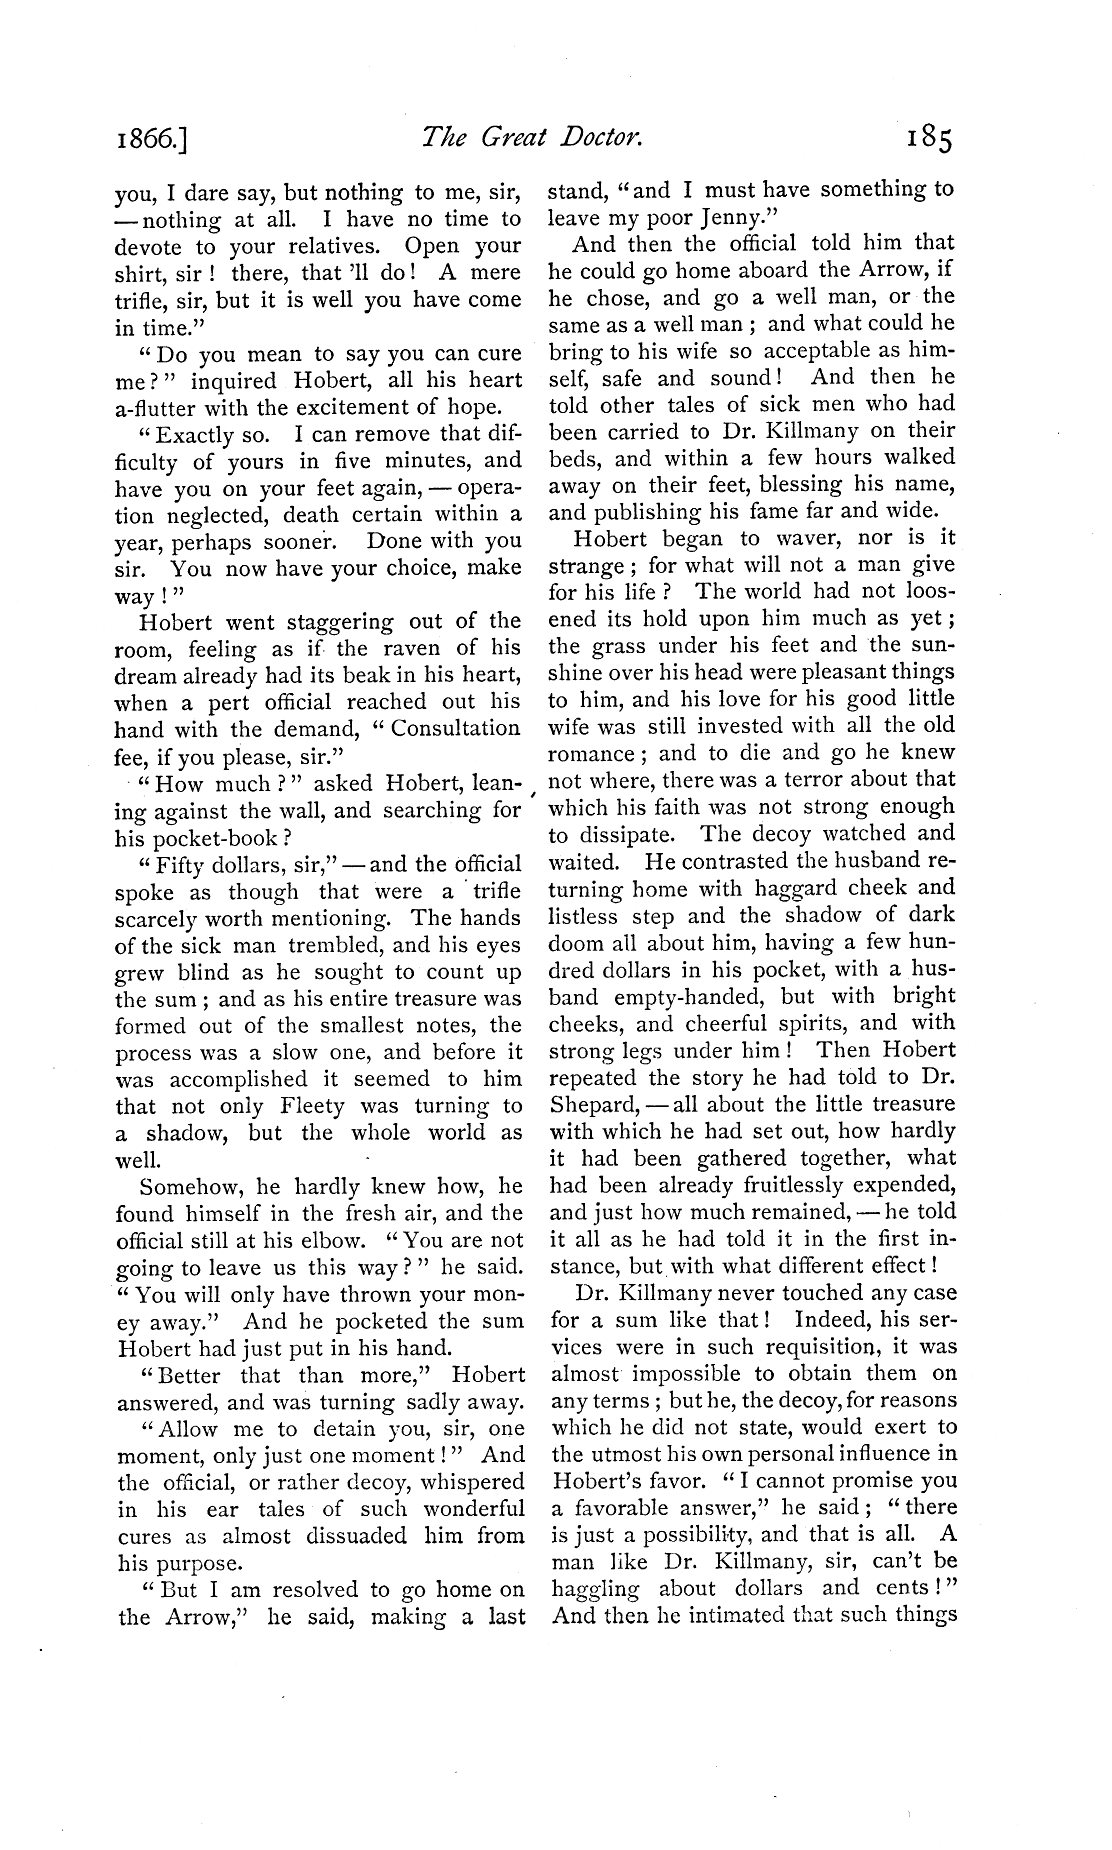 1866.] The Great Doctor. 185
you, I dare say, but nothing to me, sir,
—nothing at all. I have no time to
devote to your relatives. Open your
shirt, sir ! there, that 'll do! A mere
trifle, sir, but it is well you have come
in time."
"Do you mean to say you can cure
me?" inquired Hobert, all his heart
a-flutter with the excitement of hope.
"Exactly so. I can remove that dif-
ficulty of yours in five minutes, and
have you on your feet again, — opera-
tion neglected, death certain within a
year, perhaps sooner. Done with you
sir. You now have your choice, make
way !"
Hobert went staggering out of the
room, feeling as if the raven of his
dream already had its beak in his heart,
when a pert official reached out his
hand with the demand, "Consultation
fee, if you please, sir."
"How much ?" asked Hobert, lean-
ing against the wall, and searching for
his pocket-book ?
"Fifty dollars, sir," — and the official
spoke as though that were a trifle
scarcely worth mentioning. The hands
of the sick man trembled, and his eyes
grew blind as he sought to count up
the sum ; and as his entire treasure was
formed out of the smallest notes, the
process was a slow one, and before it
was accomplished it seemed to him
that not only Fleety was turning to
a shadow, but the whole world as
well.
Somehow, he hardly knew how, he
found himself in the fresh air, and the
official still at his elbow. "You are not
going to leave us this way?" he said.
"You will only have thrown your mon-
ey away." And he pocketed the sum
Hobert had just put in his hand.
"Better that than more," Hobert
answered, and was turning sadly away.
"Allow me to detain you, sir, one
moment, only just one moment !" And
the official, or rather decoy, whispered
in his ear tales of such wonderful
cures as almost dissuaded him from
his purpose.
"But I am resolved to go home on
the Arrow," he said, making a last
stand, "and I must have something to
leave my poor Jenny."
And then the official told him that
he could go home aboard the Arrow, if
he chose, and go a well man, or the
same as a well man ; and what could he
bring to his wife so acceptable as him-
self, safe and sound! And then he
told other tales of sick men who had
been carried to Dr. Killmany on their
beds, and within a few hours walked
away on their feet, blessing his name,
and publishing his fame far and wide.
Hobert began to waver, nor is it
strange ; for what will not a man give
for his life ? The world had not loos-
ened its hold upon him much as yet ;
the grass under his feet and the sun-
shine over his head were pleasant things
to him, and his love for his good little
wife was still invested with all the old
romance ; and to die and go he knew
not where, there was a terror about that
which his faith was not strong enough
to dissipate. The decoy watched and
waited. He contrasted the husband re-
turning home with haggard cheek and
listless step and the shadow of dark
doom all about him, having a few hun-
dred dollars in his pocket, with a hus-
band empty-handed, but with bright
cheeks, and cheerful spirits, and with
strong legs under him ! Then Hobert
repeated the story he had told to Dr.
Shepard, — all about the little treasure
with which he had set out, how hardly
it had been gathered together, what
had been already fruitlessly expended,
and just how much remained, — he told
it all as he had told it in the first in-
stance, but with what different effect !
Dr. Killmany never touched any case
for a sum like that ! Indeed, his ser-
vices were in such requisition, it was
almost impossible to obtain them on
any terms ; but he, the decoy, for reasons
which he did not state, would exert to
the utmost his own personal influence in
Hobert's favor. "I cannot promise you
a favorable answer," he said ; "there
is just a possibility, and that is all. A
man like Dr. Killmany, sir, can't be
haggling about dollars and cents !"
And then he intimated that such things